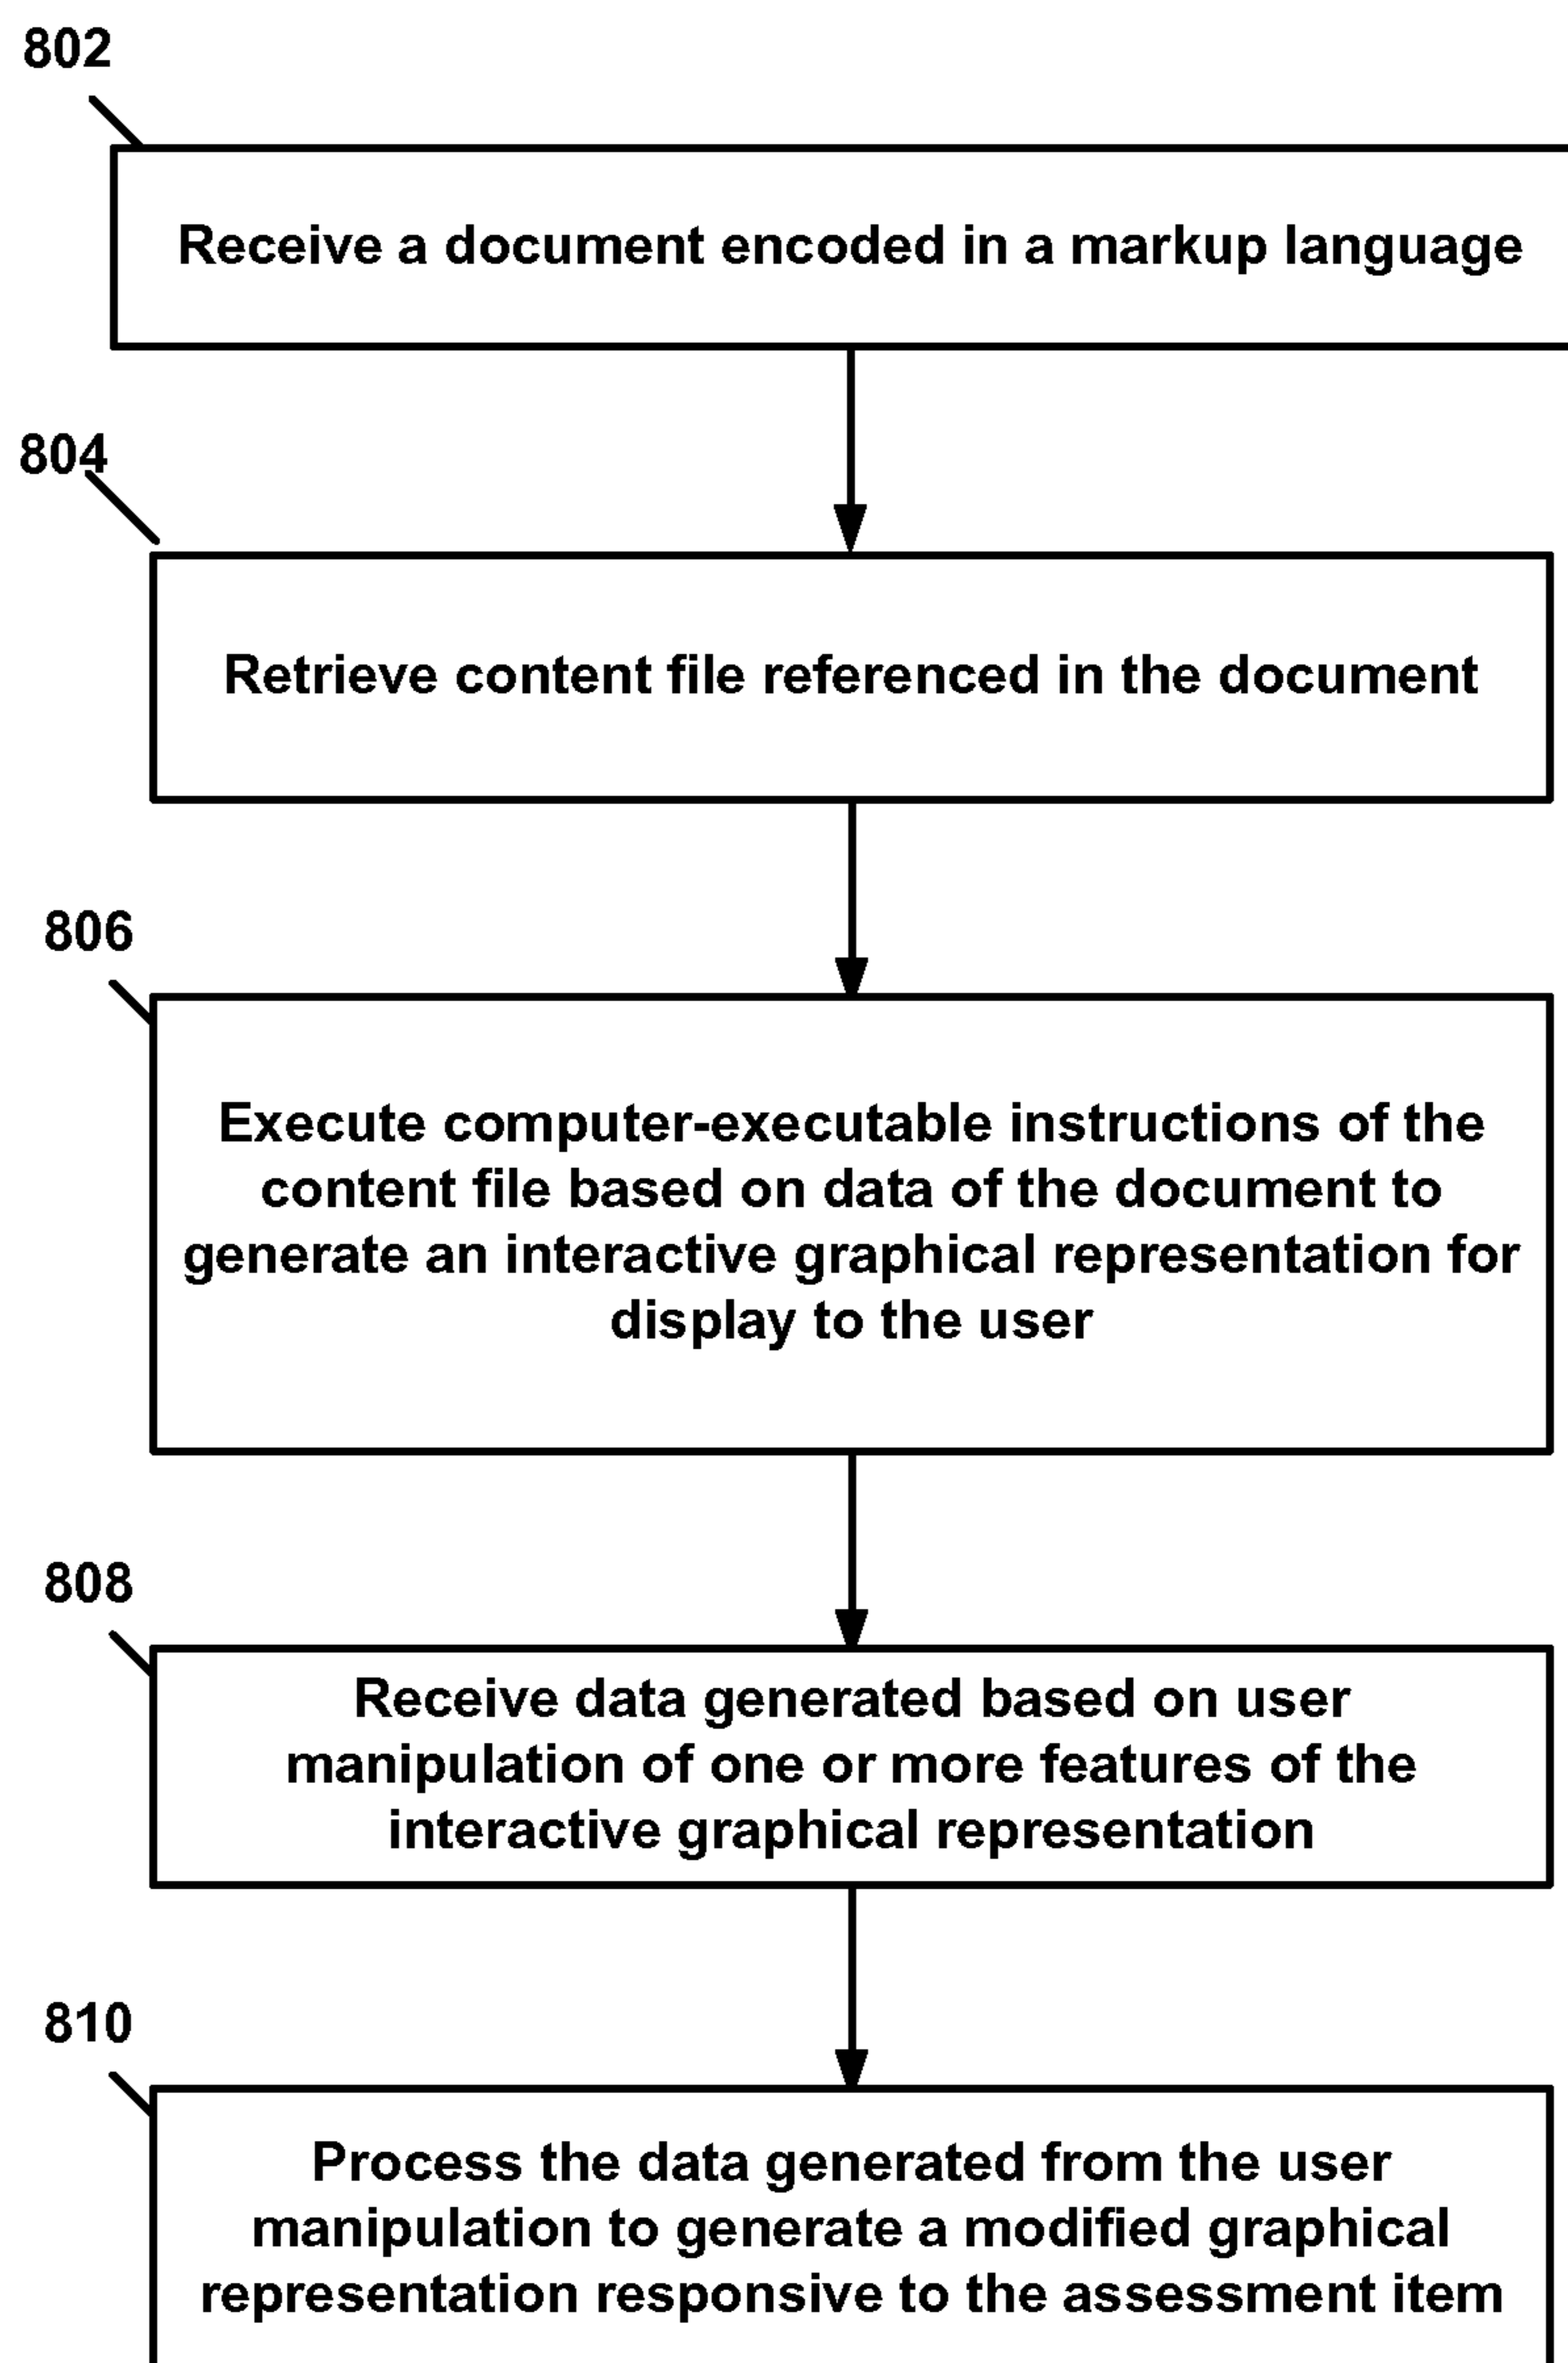 802
Receive a document encoded in a markup language
804
Retrieve content file referenced in the document
806
Execute computer-executable instructions of the
content file based on data of the document to
generate an interactive graphical representation for
display to the user
808
Receive data generated based on user
manipulation of one or more features of the
interactive graphical representation
810
Process the data generated from the user
manipulation to generate a modified graphical
representation responsive to the assessment item